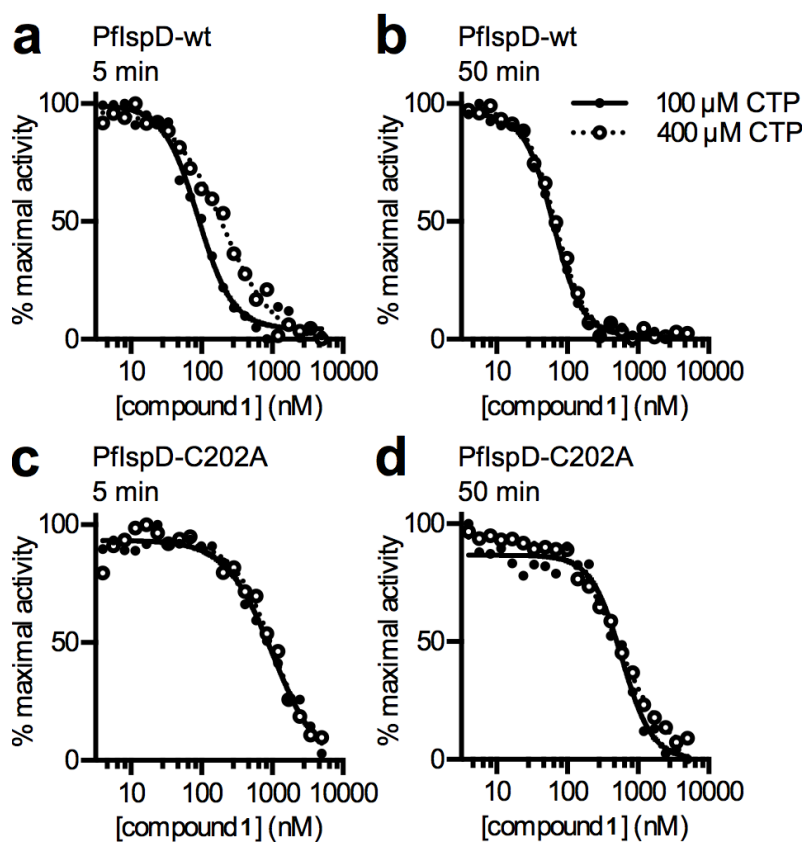 a PfIspD-wt
5 min
b PfIspD-wt
50 min
100
50
0
% maximal activity
10 100 1000 10000
[compound 1] (nM)
100
50
0
% maximal activity
10 100 1000 10000
[compound 1] (nM)
100 µM CTP
400 µM CTP
c PfIspD-C202A
5 min
d PfIspD-C202A
50 min
100
50
0
% maximal activity
10 100 1000 10000
[compound 1] (nM)
100
50
0
% maximal activity
10 100 1000 10000
[compound 1] (nM)